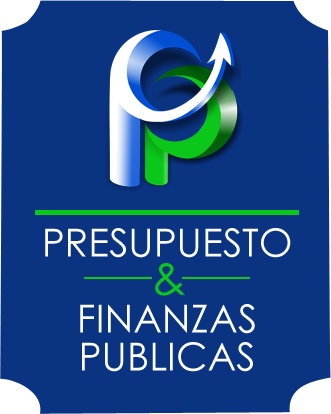 PRESUPUESTO
&
FINANZAS
PUBLICAS